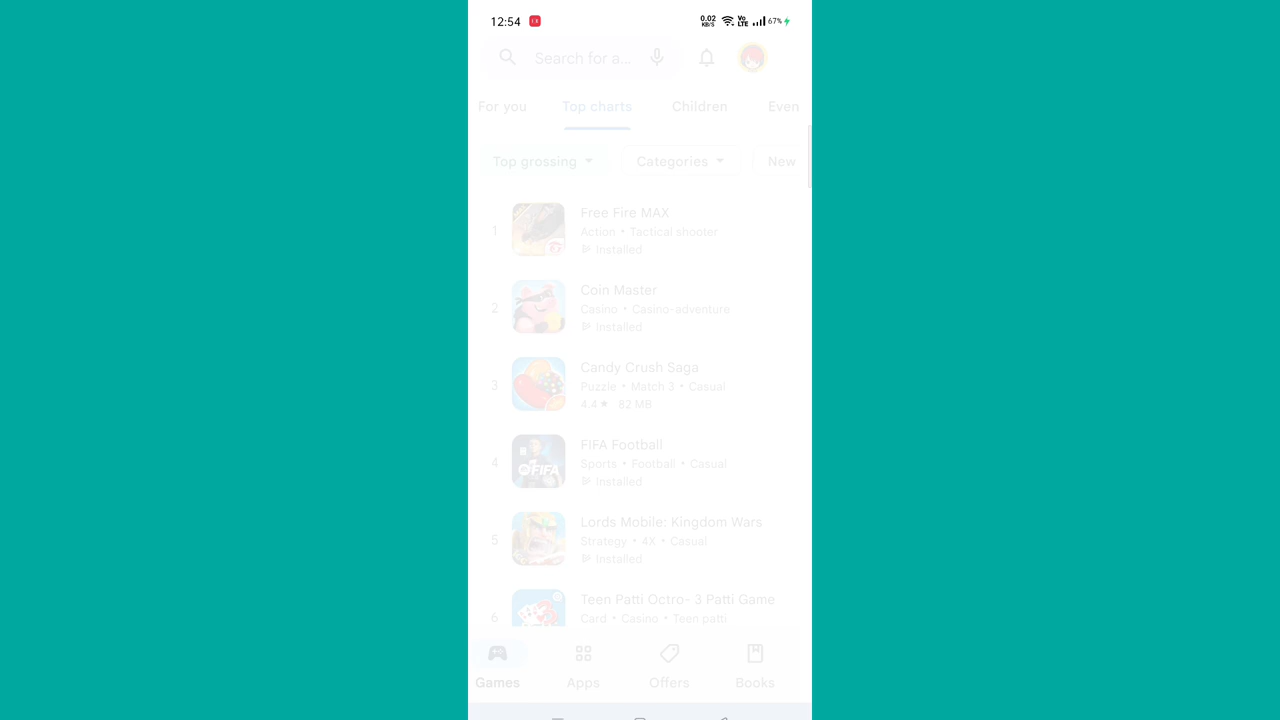 12:54
0.02 KB/S Vo LTE 67%
Search for a...
For you Top charts Children Even
Top grossing Categories New
1 Free Fire MAX
Action • Tactical shooter
Installed
2 Coin Master
Casino • Casino-adventure
Installed
3 Candy Crush Saga
Puzzle • Match 3 • Casual
4.4★ 82 MB
4 FIFA Football
Sports • Football • Casual
Installed
FIFA
5 Lords Mobile: Kingdom Wars
Strategy • 4X • Casual
Installed
6 Teen Patti Octro- 3 Patti Game
Card • Casino • Teen patti
Games Apps Offers Books